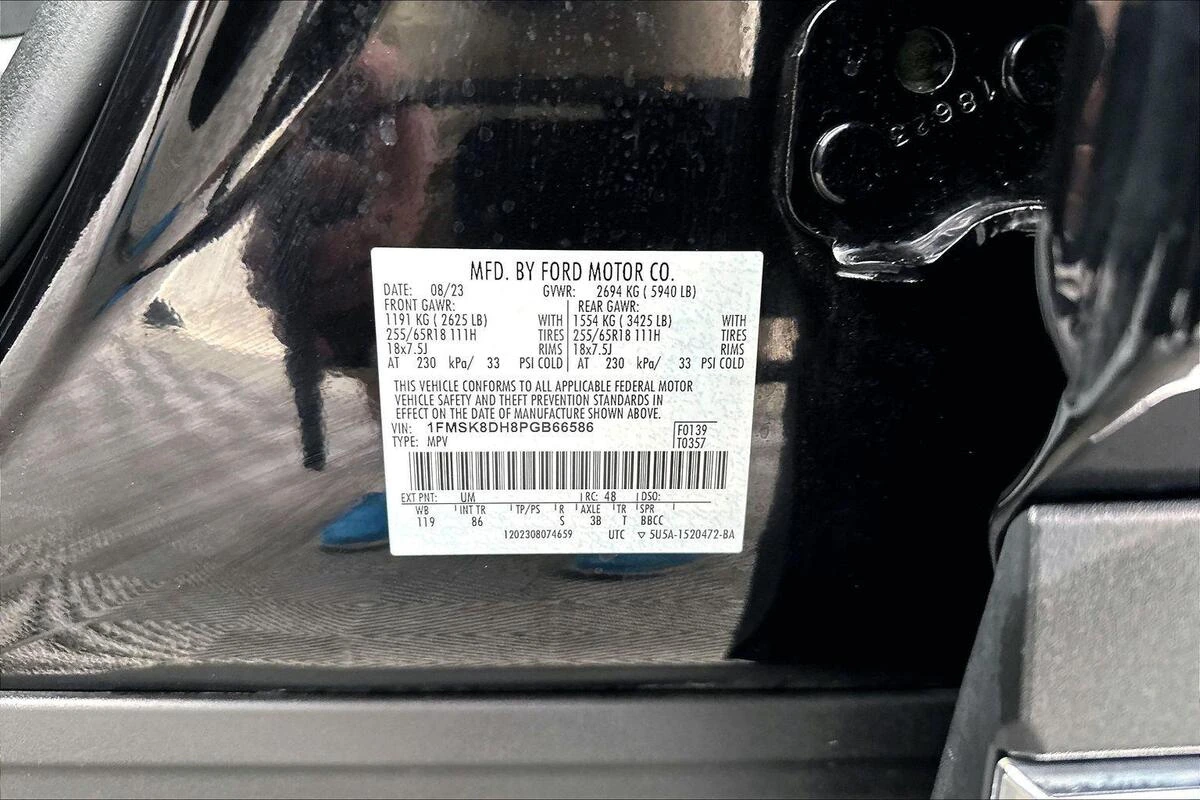 18623
MFD. BY FORD MOTOR CO.
DATE: 08/23 GVWR: 2694 KG ( 5940 LB)
FRONT GAWR: REAR GAWR:
1191 KG ( 2625 LB) WITH 1554 KG ( 3425 LB) WITH
255/65R18 111H TIRES 255/65R18 111H TIRES
18x7.5J RIMS 18x7.5J RIMS
AT 230 kPa/ 33 PSI COLD AT 230 kPa/ 33 PSI COLD
THIS VEHICLE CONFORMS TO ALL APPLICABLE FEDERAL MOTOR
VEHICLE SAFETY AND THEFT PREVENTION STANDARDS IN
EFFECT ON THE DATE OF MANUFACTURE SHOWN ABOVE.
VIN: 1FMSK8DH8PGB66586 F0139
TYPE: MPV T0357
EXT PNT: UM RC: 48 DSO:
WB INT TR TP/PS R AXLE TR SPR
119 86 S 3B T BBCC
1202308074659 UTC ▽ 5U5A-1520472-BA